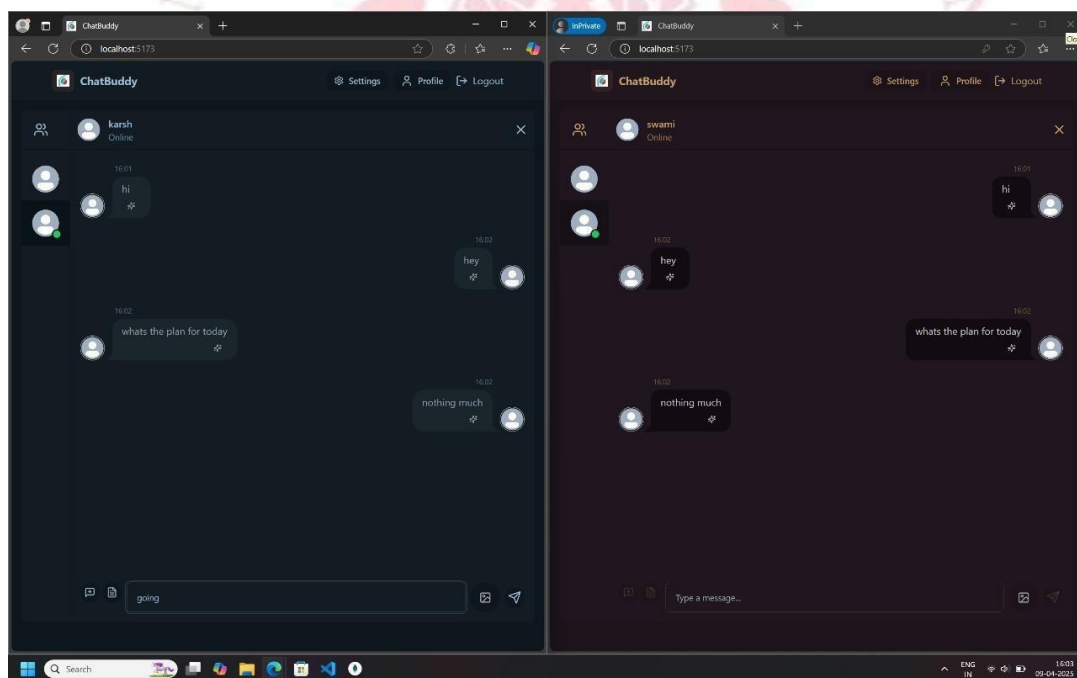 ChatBuddy
localhost:5173
ChatBuddy
Settings
Profile
Logout
karsh
Online
16:01
hi
16:02
hey
16:02
whats the plan for today
16:02
nothing much
going
InPrivate
ChatBuddy
Clo
localhost:5173
ChatBuddy
Settings
Profile
Logout
swami
Online
16:01
hi
16:02
hey
16:02
whats the plan for today
16:02
nothing much
Type a message...
Search
ENG
IN
16:03
09-04-2025